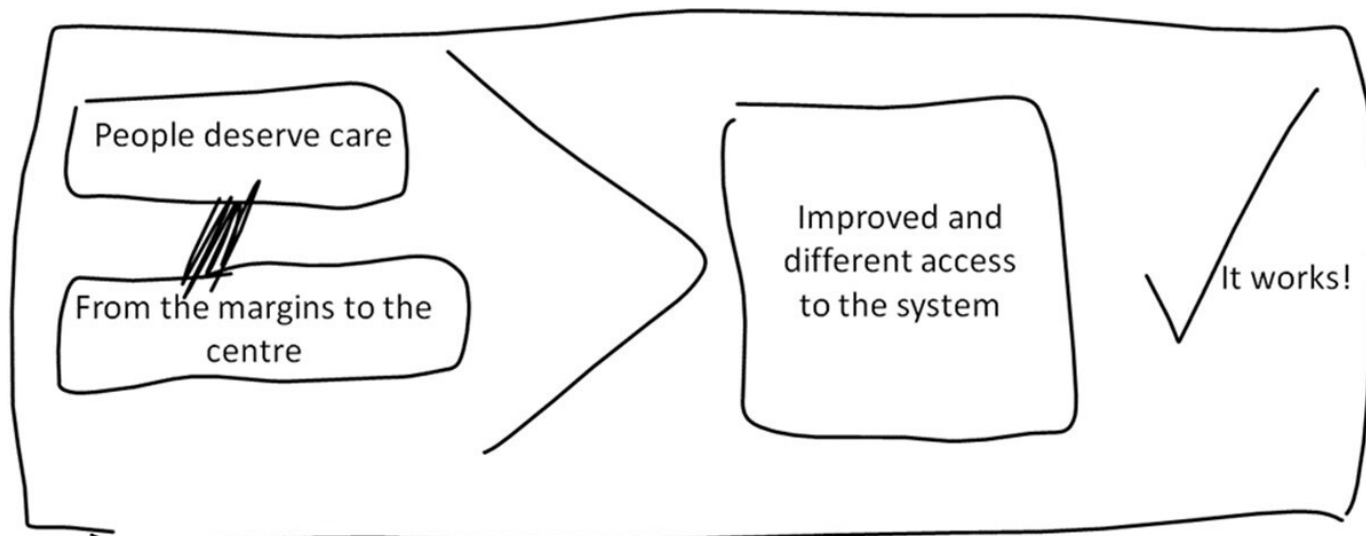 People deserve care
From the margins to the
centre
Improved and
different access
to the system
It works!